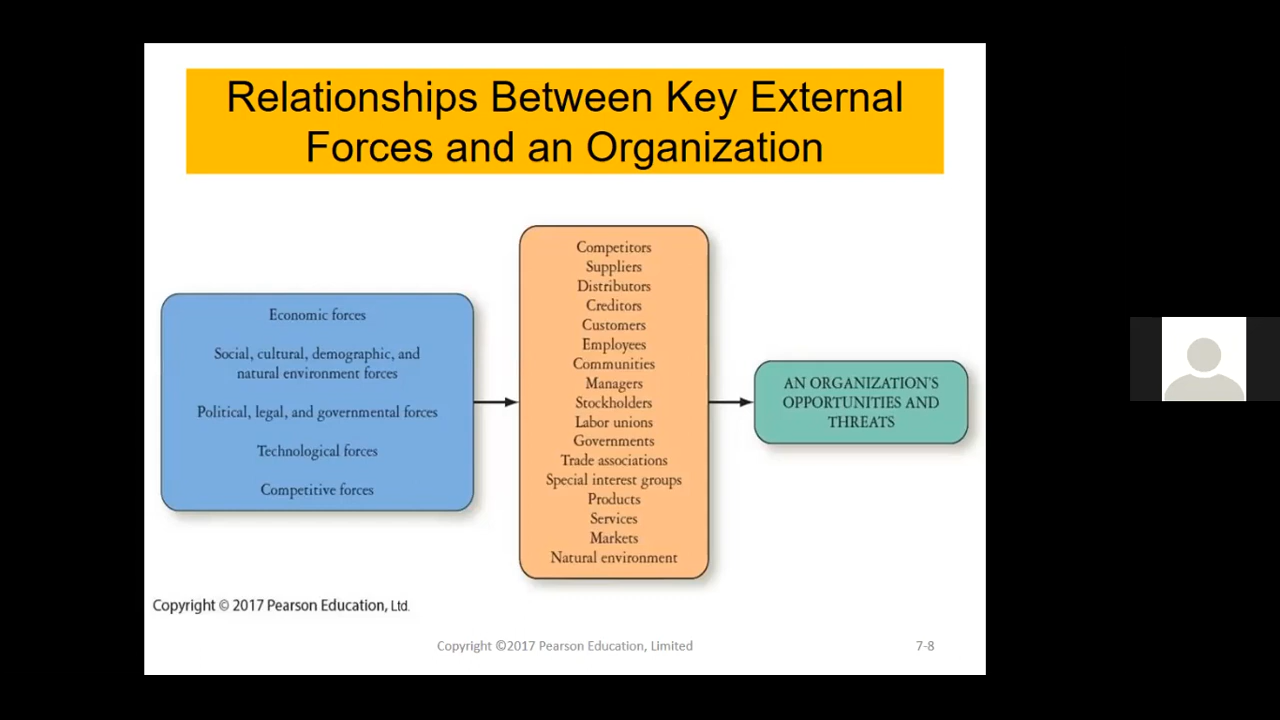 Relationships Between Key External
Forces and an Organization
Economic forces
Social, cultural, demographic, and
natural environment forces
Political, legal, and governmental forces
Technological forces
Competitive forces
Competitors
Suppliers
Distributors
Creditors
Customers
Employees
Communities
Managers
Stockholders
Labor unions
Governments
Trade associations
Special interest groups
Products
Services
Markets
Natural environment
AN ORGANIZATION'S
OPPORTUNITIES AND
THREATS
Copyright © 2017 Pearson Education, Ltd.
Copyright ©2017 Pearson Education, Limited
7-8